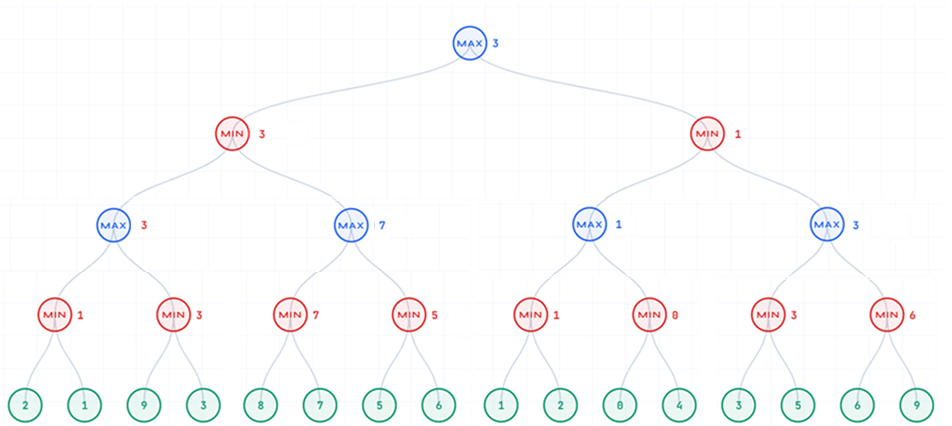 MAX 3
MIN 3 MIN 1
MAX 3 MAX 7 MAX 1 MAX 3
MIN 1 MIN 3 MIN 7 MIN 5 MIN 1 MIN 0 MIN 3 MIN 6
2 1 9 3 8 7 5 6 1 2 0 4 3 5 6 9